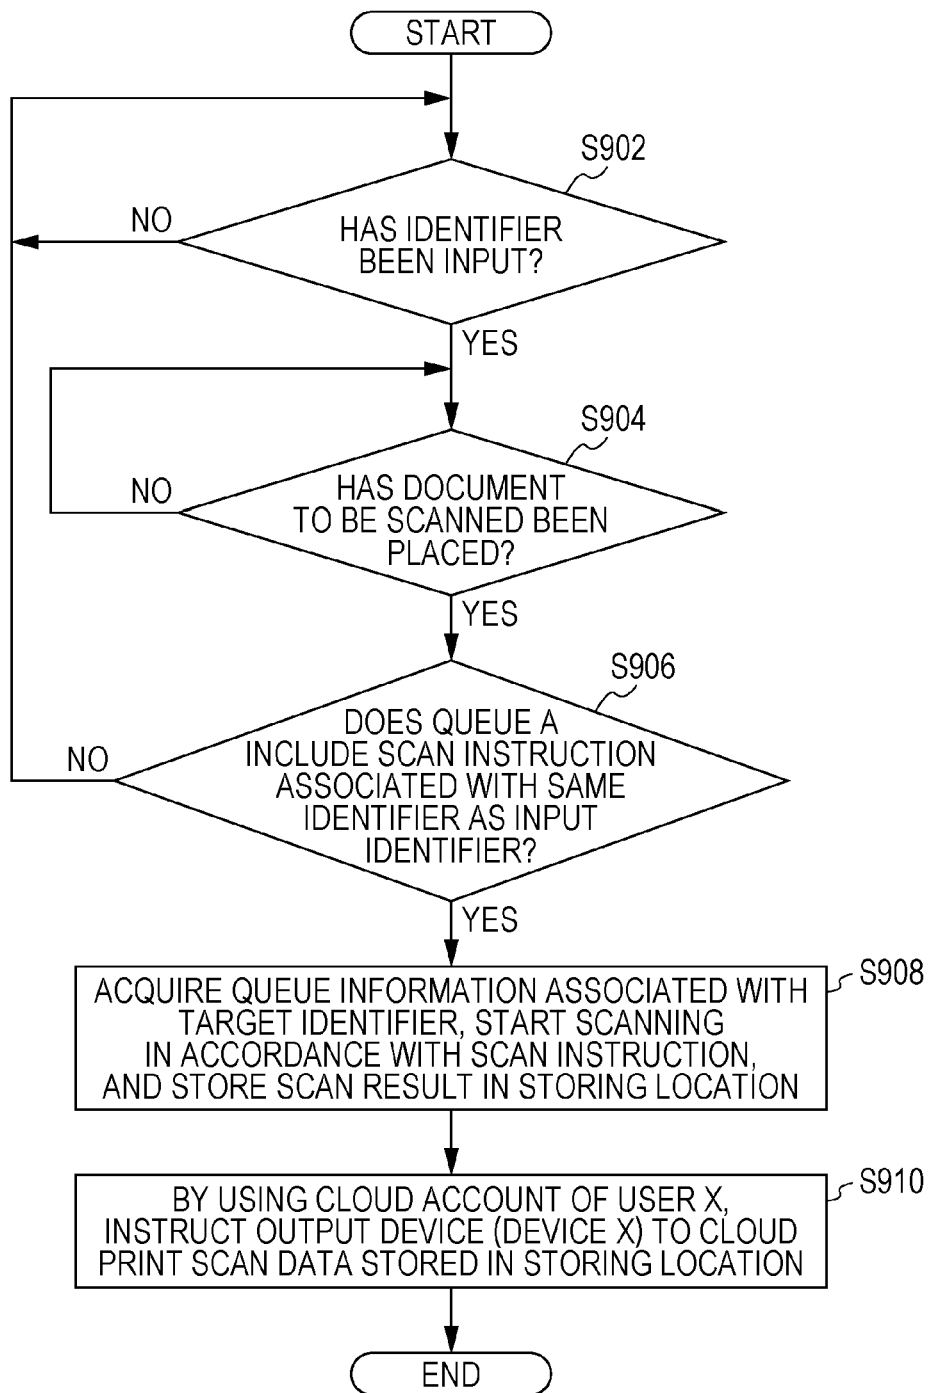 START
S902
NO
HAS IDENTIFIER
BEEN INPUT?
YES
S904
NO
HAS DOCUMENT
TO BE SCANNED BEEN
PLACED?
YES
S906
NO
DOES QUEUE A
INCLUDE SCAN INSTRUCTION
ASSOCIATED WITH SAME
IDENTIFIER AS INPUT
IDENTIFIER?
YES
S908
ACQUIRE QUEUE INFORMATION ASSOCIATED WITH
TARGET IDENTIFIER, START SCANNING
IN ACCORDANCE WITH SCAN INSTRUCTION,
AND STORE SCAN RESULT IN STORING LOCATION
S910
BY USING CLOUD ACCOUNT OF USER X,
INSTRUCT OUTPUT DEVICE (DEVICE X) TO CLOUD
PRINT SCAN DATA STORED IN STORING LOCATION
END